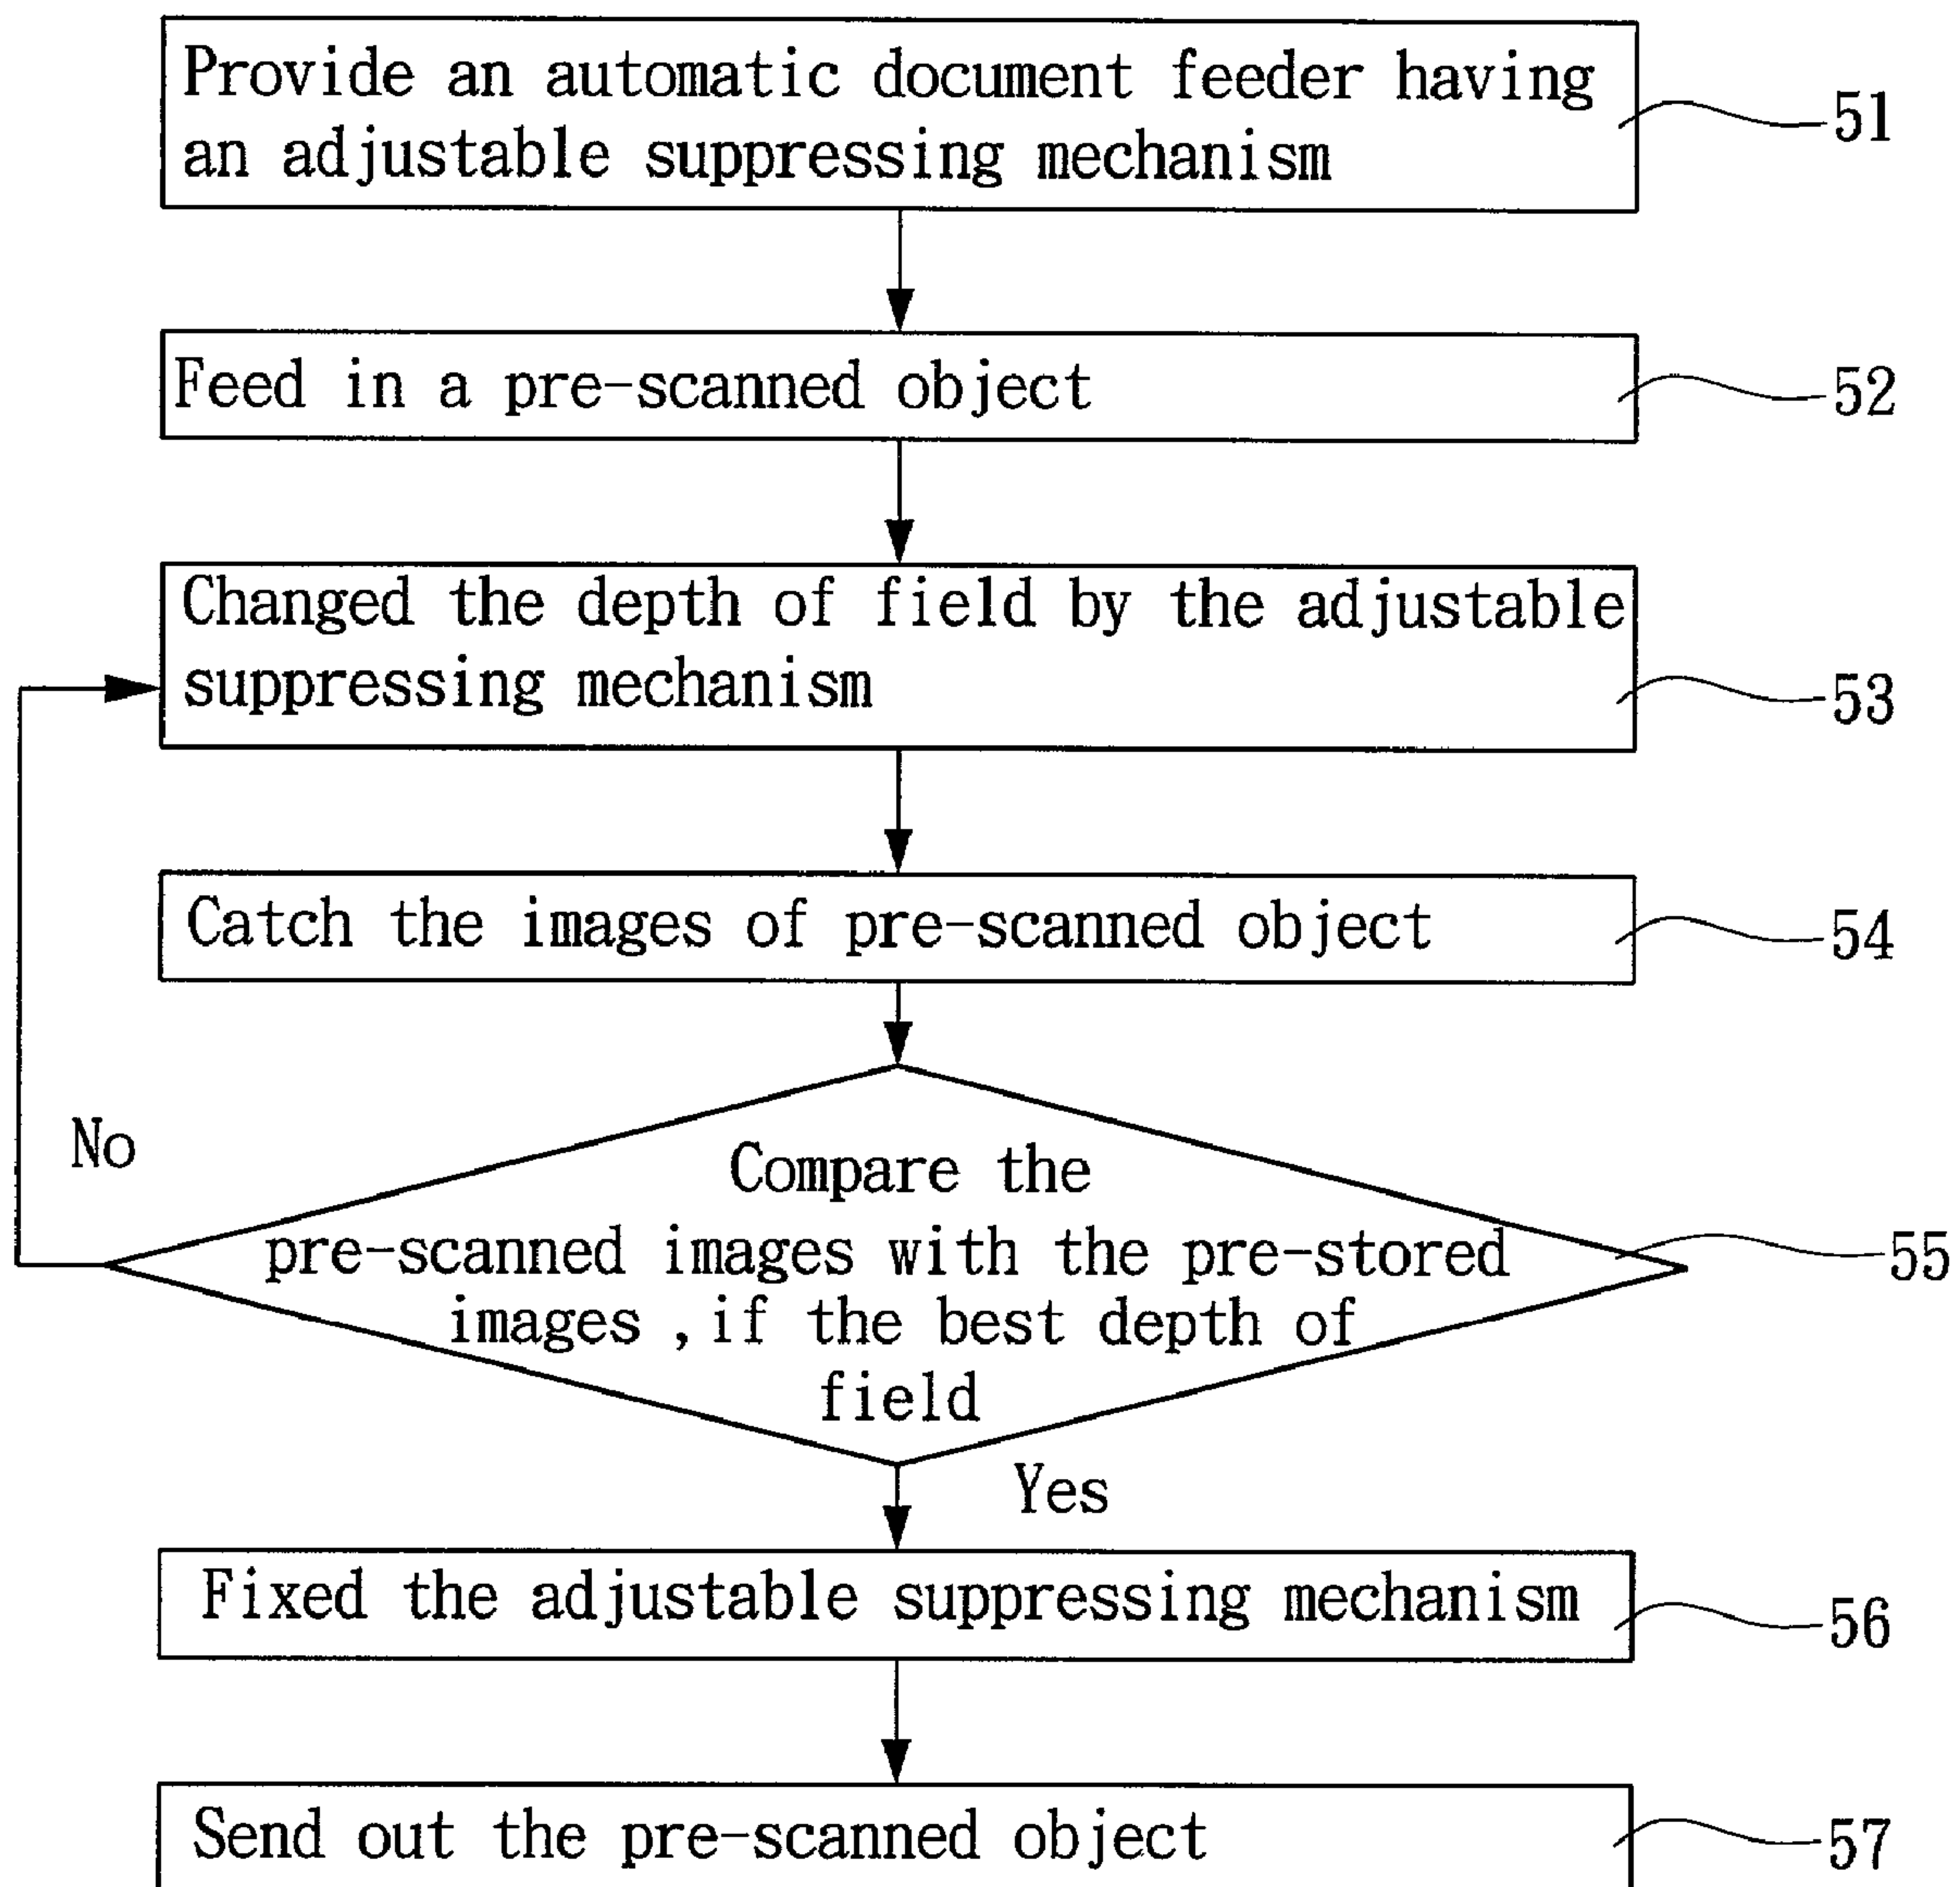 Provide an automatic document feeder having
an adjustable suppressing mechanism
51
Feed in a pre-scanned object
52
Changed the depth of field by the adjustable
suppressing mechanism
53
Catch the images of pre-scanned object
54
No
Compare the
pre-scanned images with the pre-stored
images ,if the best depth of
field
55
Yes
Fixed the adjustable suppressing mechanism
56
Send out the pre-scanned object
57